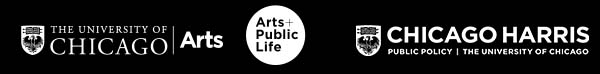 THE UNIVERSITY OF
CHICAGO
Arts
Arts+
Public
Life
CHICAGO HARRIS
PUBLIC POLICY | THE UNIVERSITY OF CHICAGO